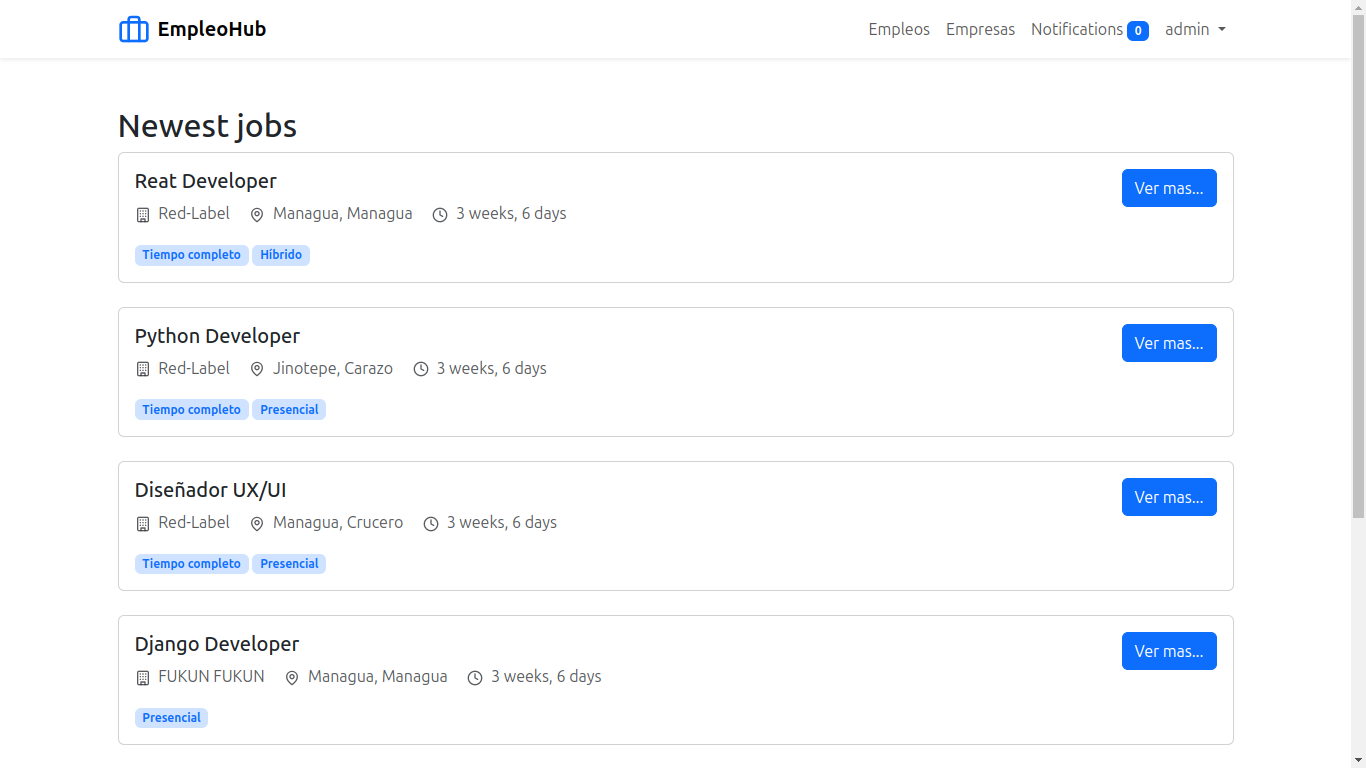 EmpleoHub Empleos Empresas Notifications 0 admin
Newest jobs
Reat Developer Ver mas...
Red-Label Managua, Managua 3 weeks, 6 days
Tiempo completo Híbrido
Python Developer Ver mas...
Red-Label Jinotepe, Carazo 3 weeks, 6 days
Tiempo completo Presencial
Diseñador UX/UI Ver mas...
Red-Label Managua, Crucero 3 weeks, 6 days
Tiempo completo Presencial
Django Developer Ver mas...
FUKUN FUKUN Managua, Managua 3 weeks, 6 days
Presencial